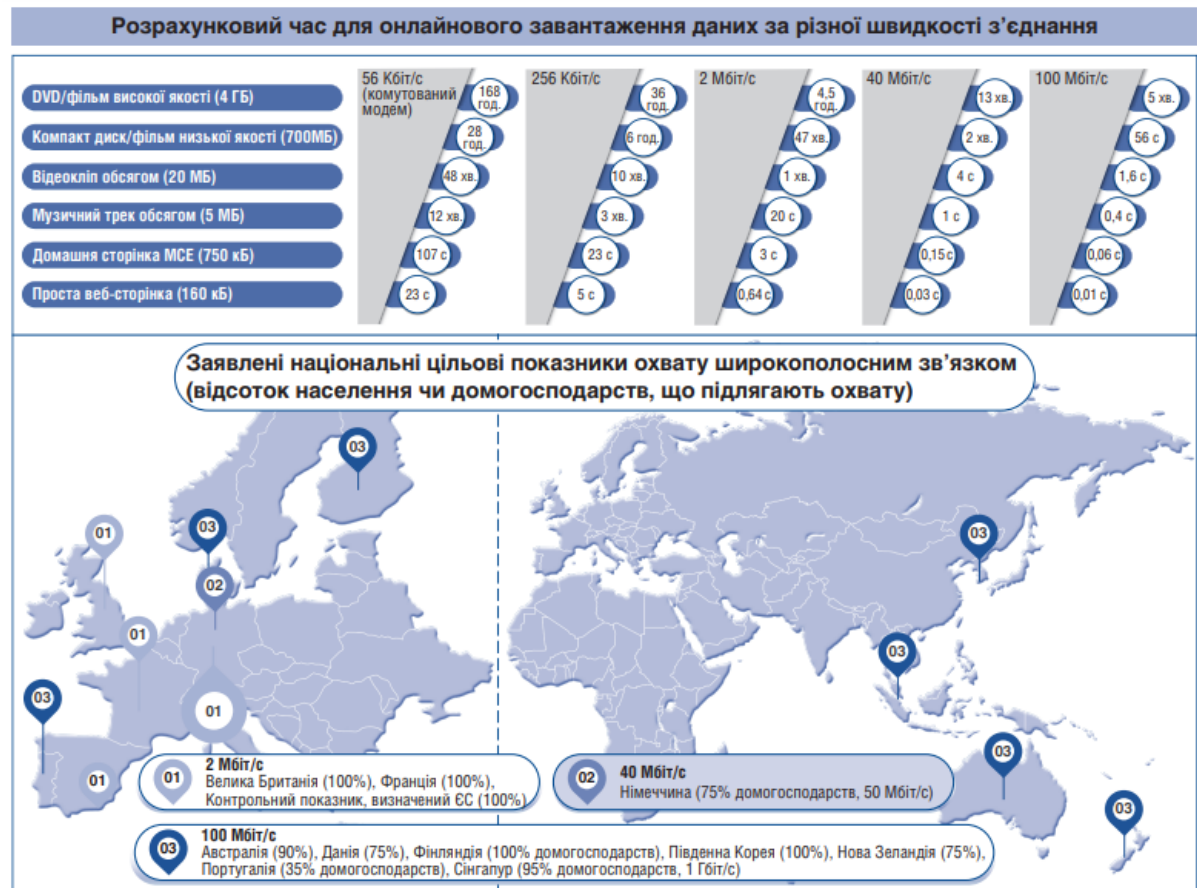 Розрахунковий час для онлайнового завантаження даних за різної швидкості з’єднання
56 Кбіт/с
(комутований
модем)
256 Кбіт/с
2 Мбіт/с
40 Мбіт/с
100 Мбіт/с
DVD/фільм високої якості (4 ГБ)
168
год.
36
год.
4,5
год.
13 хв.
5 хв.
Компакт диск/фільм низької якості (700МБ)
28
год.
6 год.
47 хв.
2 хв.
56 с
Відеокліп обсягом (20 МБ)
48 хв.
10 хв.
1 хв.
4 с
1,6 с
Музичний трек обсягом (5 МБ)
12 хв.
3 хв.
20 с
1 с
0,4 с
Домашня сторінка МСЕ (750 кБ)
107 с
23 с
3 с
0,15 с
0,06 с
Проста веб-сторінка (160 кБ)
23 с
5 с
0,64 с
0,03 с
0,01 с
Заявлені національні цільові показники охвату широкополосним зв’язком
(відсоток населення чи домогосподарств, що підлягають охвату)
03
01
03
02
01
03
01
01
03
03
03
03
01
2 Мбіт/с
Велика Британія (100%), Франція (100%),
Контрольний показник, визначений ЄС (100%)
02
40 Мбіт/с
Німеччина (75% домогосподарств, 50 Мбіт/с)
03
100 Мбіт/с
Австралія (90%), Данія (75%), Фінляндія (100% домогосподарств), Південна Корея (100%), Нова Зеландія (75%),
Португалія (35% домогосподарств), Сінгапур (95% домогосподарств, 1 Гбіт/с)